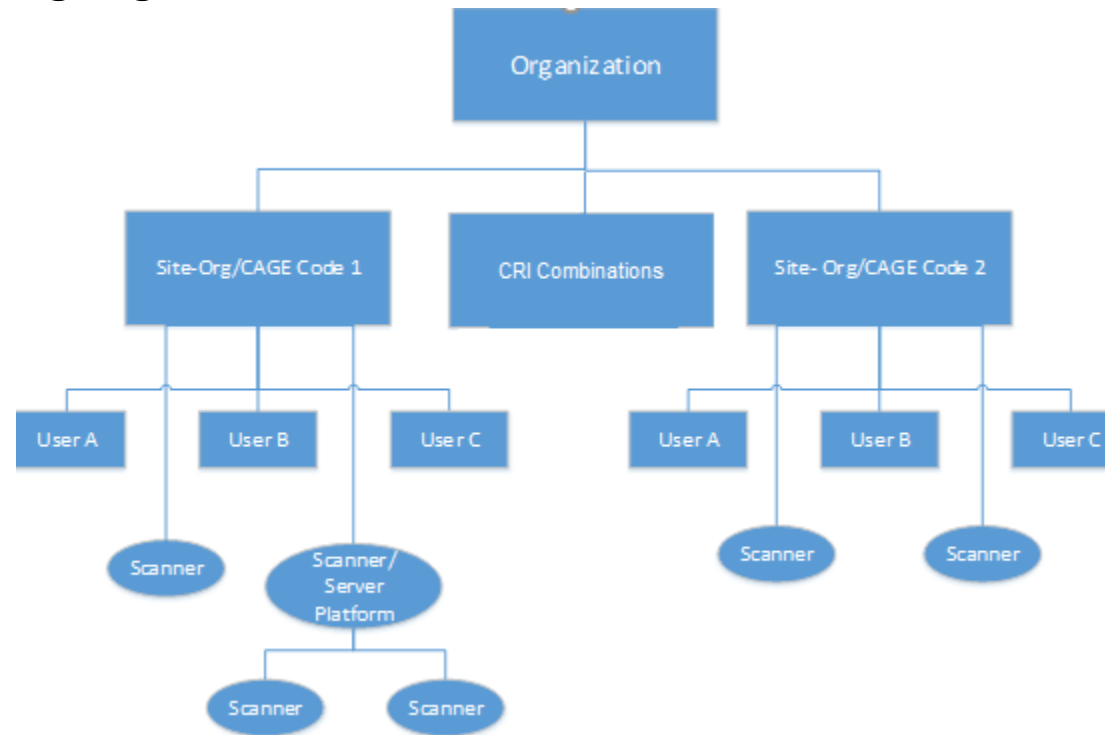 Organization
Site-Org/CAGE Code 1
CRI Combinations
Site- Org/CAGE Code 2
User A
User B
User C
User A
User B
User C
Scanner
Scanner/
Server
Platform
Scanner
Scanner
Scanner
Scanner